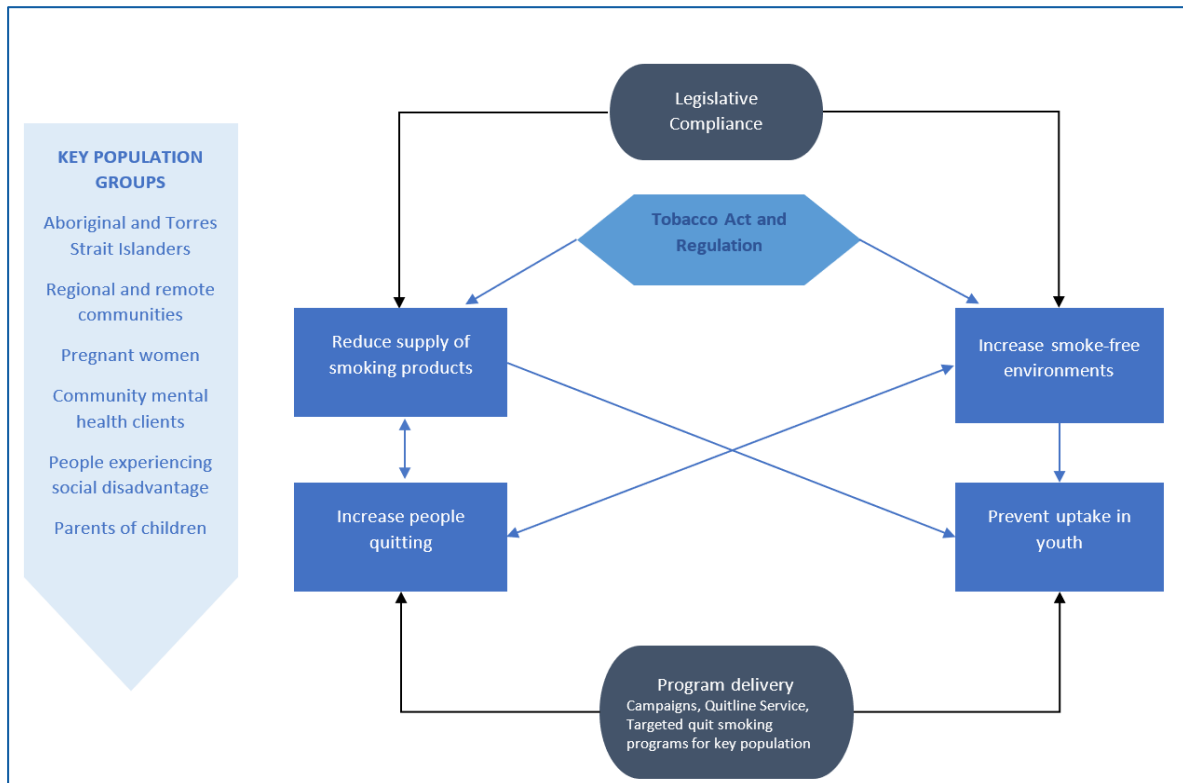 KEY POPULATION
GROUPS
Aboriginal and Torres
Strait Islanders
Regional and remote
communities
Pregnant women
Community mental
health clients
People experiencing
social disadvantage
Parents of children
Legislative
Compliance
Tobacco Act and
Regulation
Reduce supply of
smoking products
Increase smoke-free
environments
Increase people
quitting
Prevent uptake in
youth
Program delivery
Campaigns, Quitline Service,
Targeted quit smoking
programs for key population